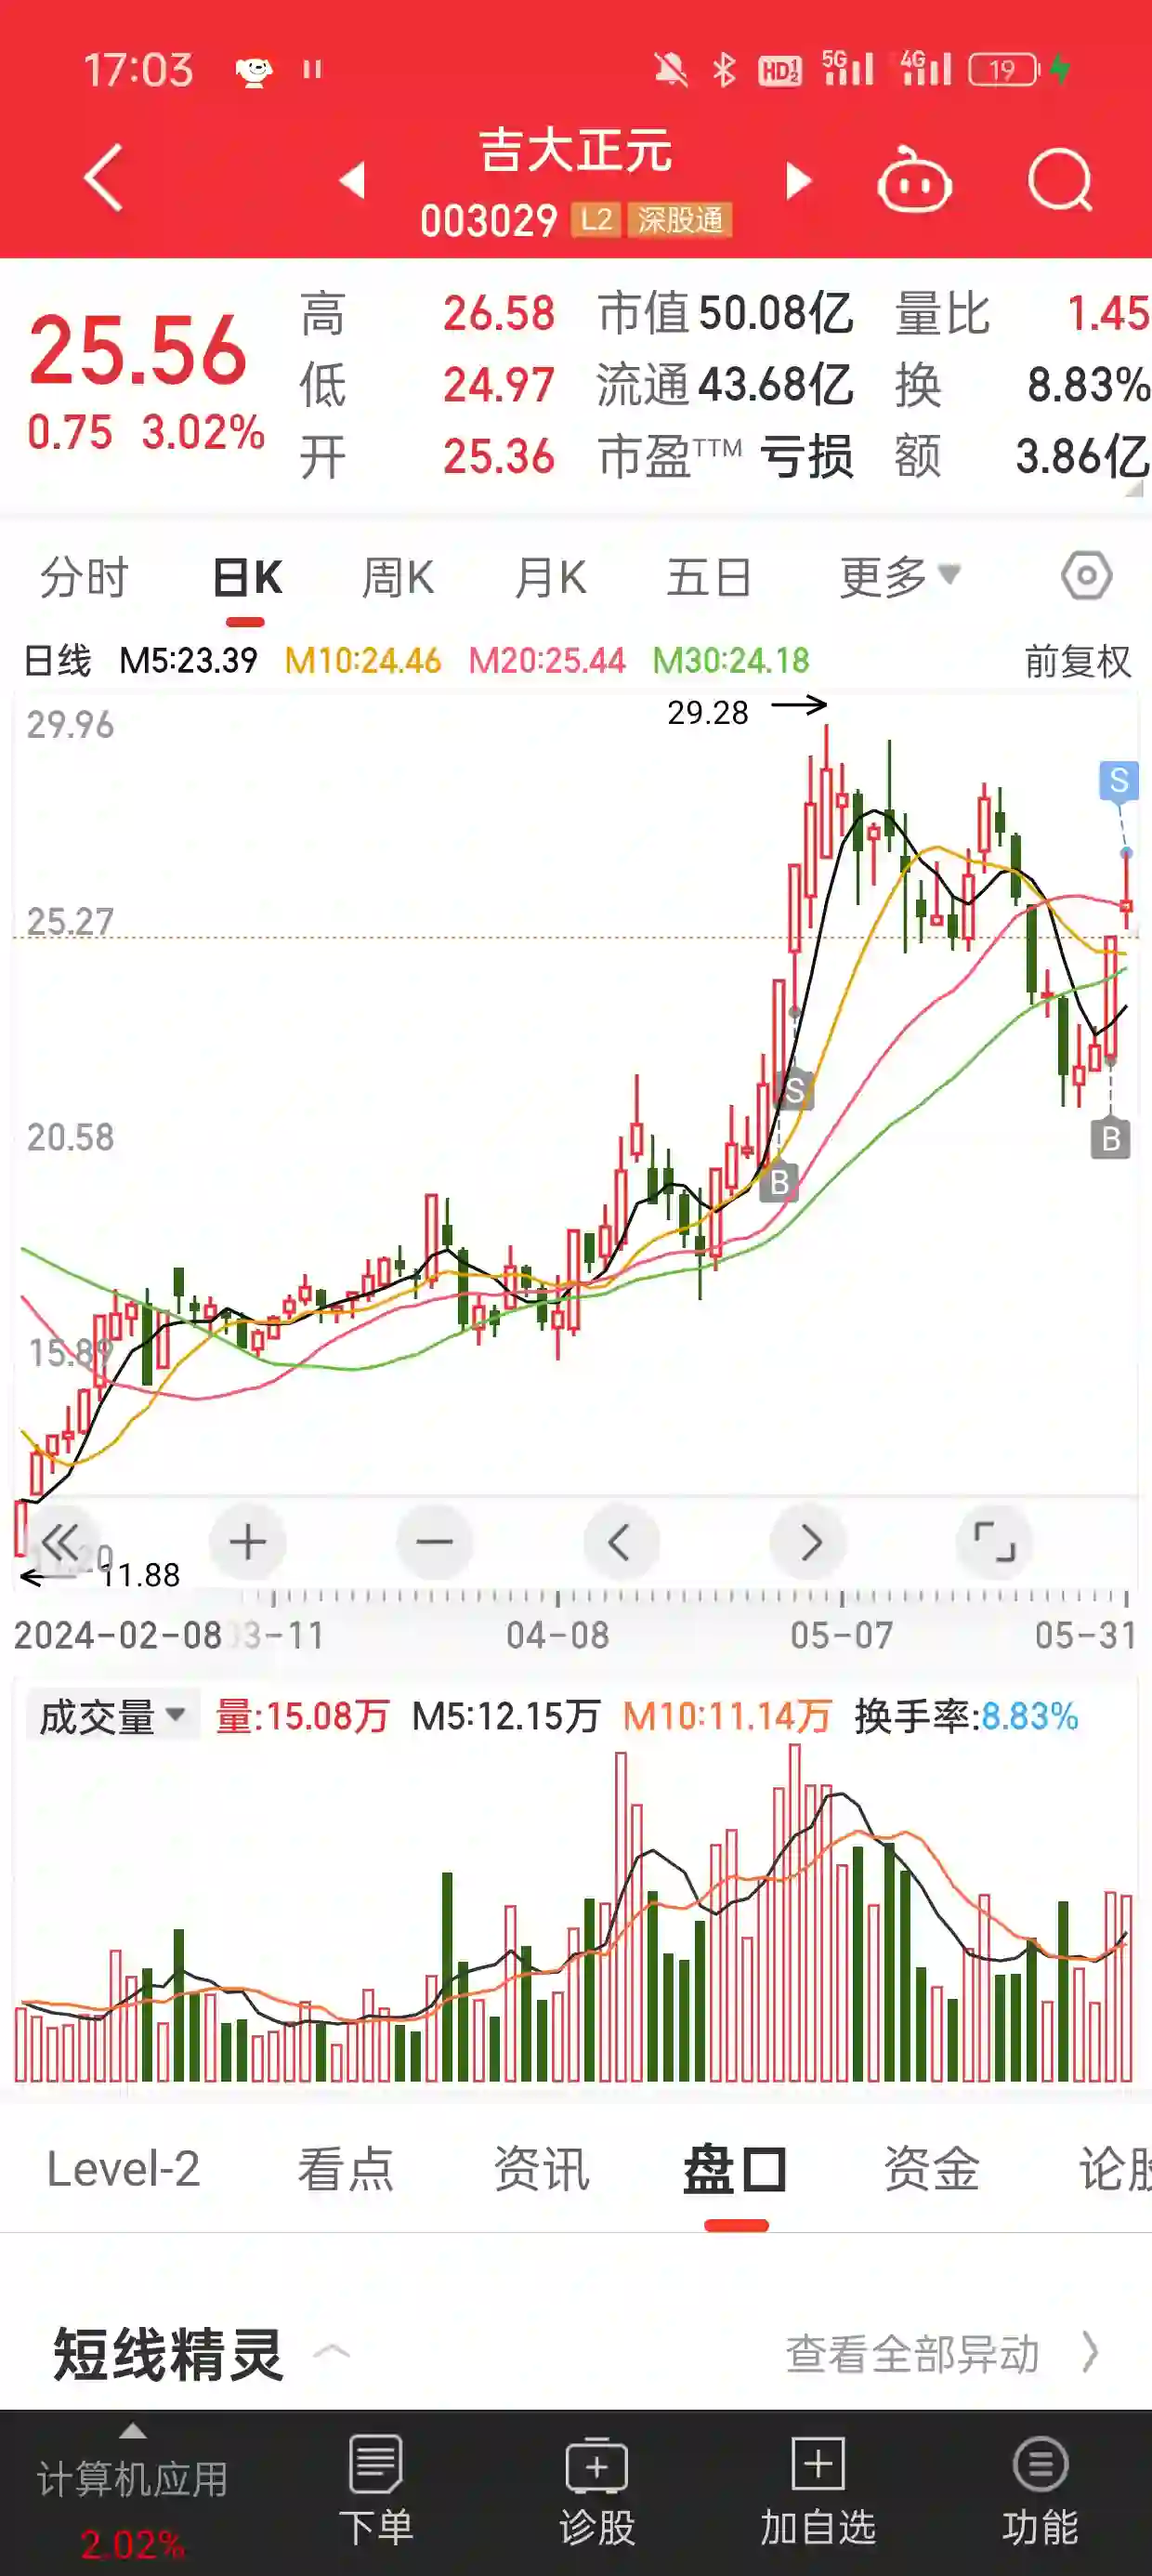 17:03 HD 1 2 5G 4G 19
吉大正元
003029 L2 深股通
25.56
0.75 3.02%
高 26.58 市值 50.08亿 量比 1.45
低 24.97 流通 43.68亿 换 8.83%
开 25.36 市盈TTM 亏损 额 3.86亿
分时 日K 周K 月K 五日 更多
日线 M5:23.39 M10:24.46 M20:25.44 M30:24.18 前复权
29.96
29.28
S
25.27
S
20.58
B
B
15.89
11.88
2024-02-08 03-11 04-08 05-07 05-31
成交量 量:15.08万 M5:12.15万 M10:11.14万 换手率:8.83%
Level-2 看点 资讯 盘口 资金 论股
短线精灵 查看全部异动
计算机应用
2.02%
下单 诊股 加自选 功能